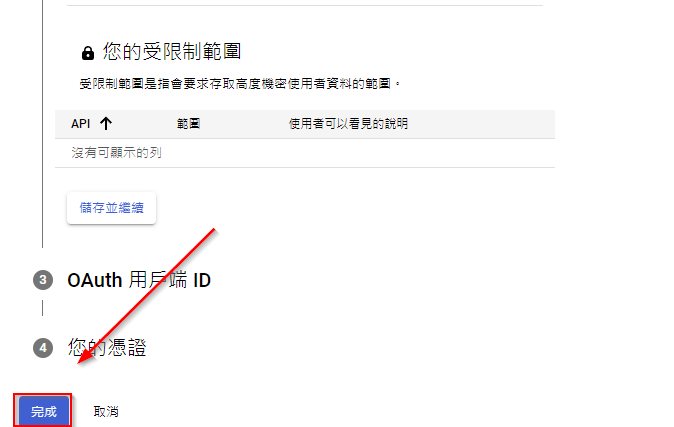 您的受限制範圍
受限制範圍是指會要求存取高度機密使用者資料的範圍。
API 範圍 使用者可以看見的說明
沒有可顯示的列
儲存並繼續
3 OAuth 用戶端 ID
4 您的憑證
完成 取消